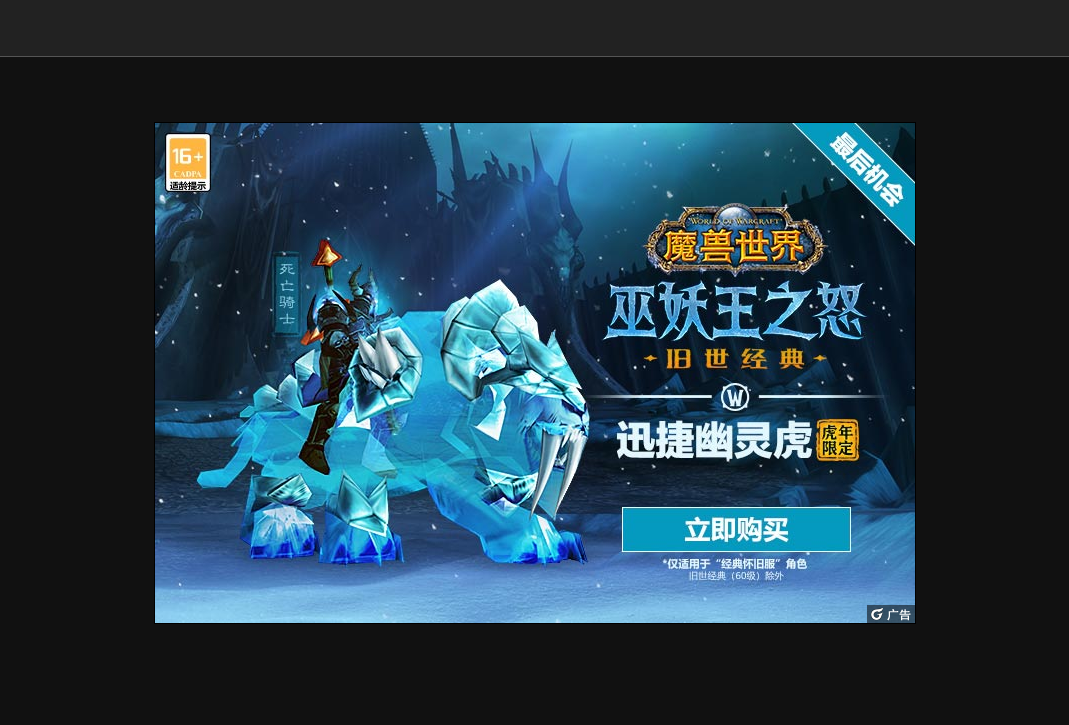 16+
CADPA
适龄提示
最后机会
死亡骑士
WORLD OF WARCRAFT
魔兽世界
巫妖王之怒
旧世经典
W
迅捷幽灵虎
虎年
限定
立即购买
*仅适用于“经典怀旧服”角色
旧世经典（60级）除外
广告